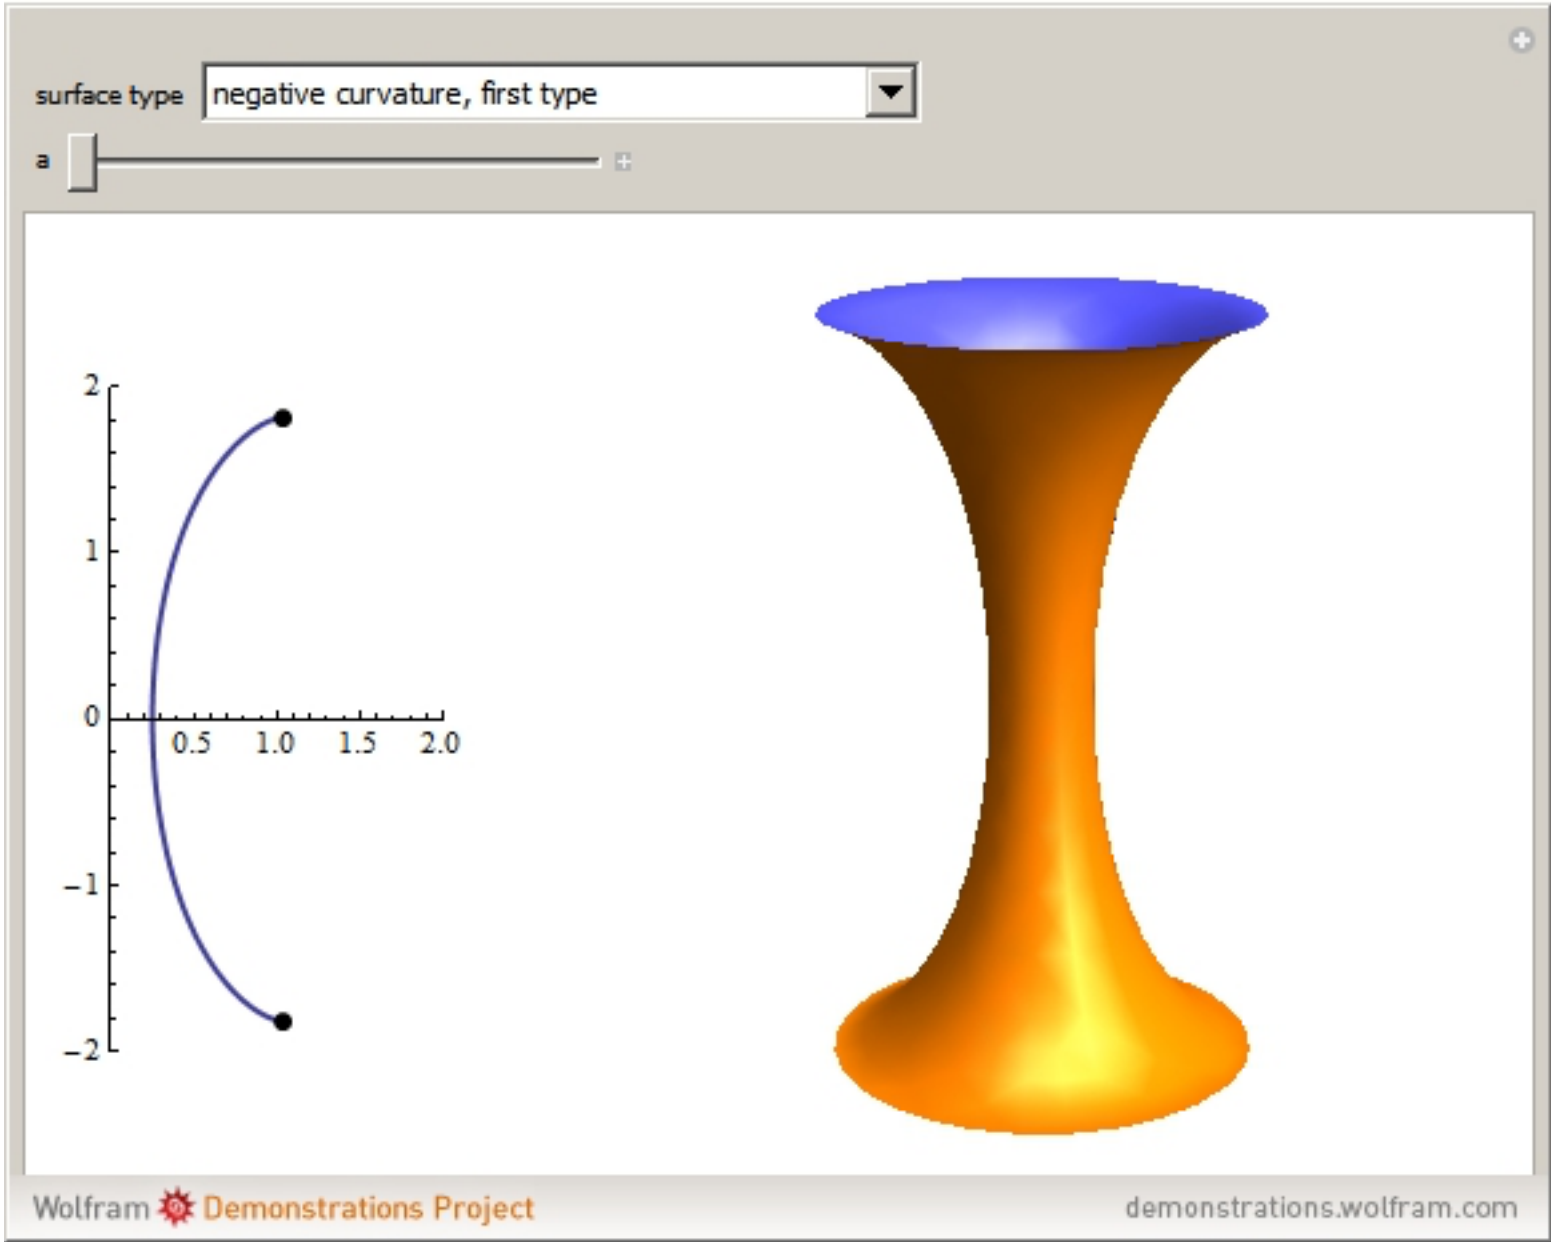 surface type negative curvature, first type
a
2
1
0
0.5 1.0 1.5 2.0
−1
−2
Wolfram Demonstrations Project demonstrations.wolfram.com